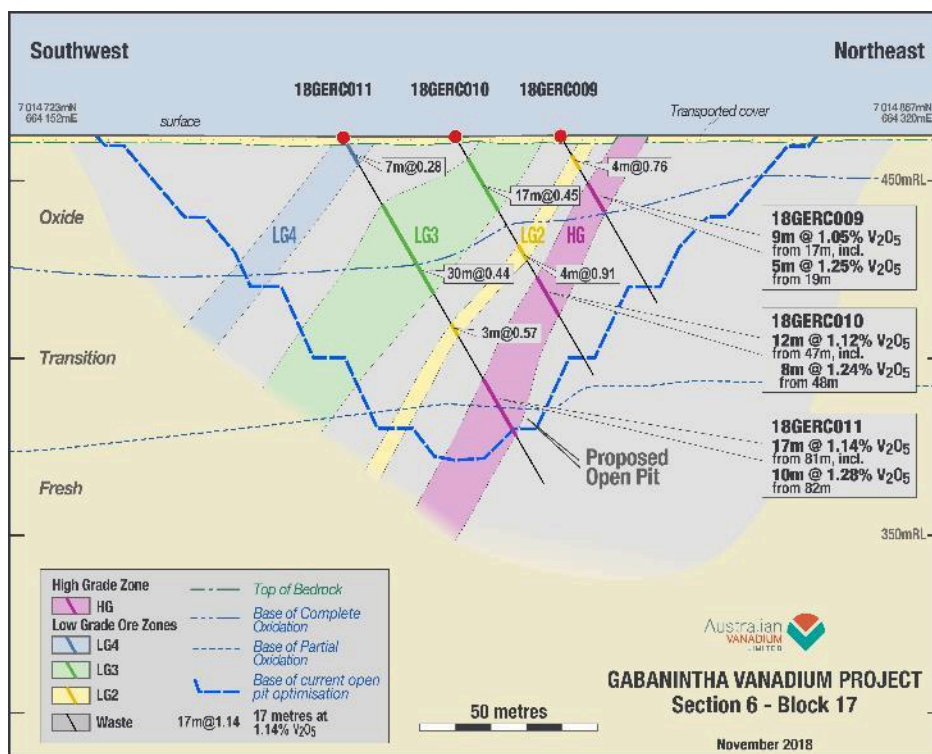 Southwest
Northeast
18GERC011
18GERC010
18GERC009
7 014 723mN
664 152mE
7 014 867mN
664 320mE
surface
Transported cover
7m@0.28
4m@0.76
450mRL
17m@0.45
Oxide
LG4
LG3
LG2
HG
18GERC009
9m @ 1.05% V₂O₅
from 17m, incl.
5m @ 1.25% V₂O₅
from 19m
30m@0.44
4m@0.91
18GERC010
12m @ 1.12% V₂O₅
from 47m, incl.
8m @ 1.24% V₂O₅
from 48m
3m@0.57
Transition
18GERC011
17m @ 1.14% V₂O₅
from 81m, incl.
10m @ 1.28% V₂O₅
from 82m
Proposed
Open Pit
Fresh
350mRL
High Grade Zone
HG
Low Grade Ore Zones
LG4
LG3
LG2
Waste
Top of Bedrock
Base of Complete
Oxidation
Base of Partial
Oxidation
Base of current open
pit optimisation
17m@1.14
17 metres at
1.14% V₂O₅
50 metres
Australian
VANADIUM
LIMITED
GABANINTHA VANADIUM PROJECT
Section 6 - Block 17
November 2018